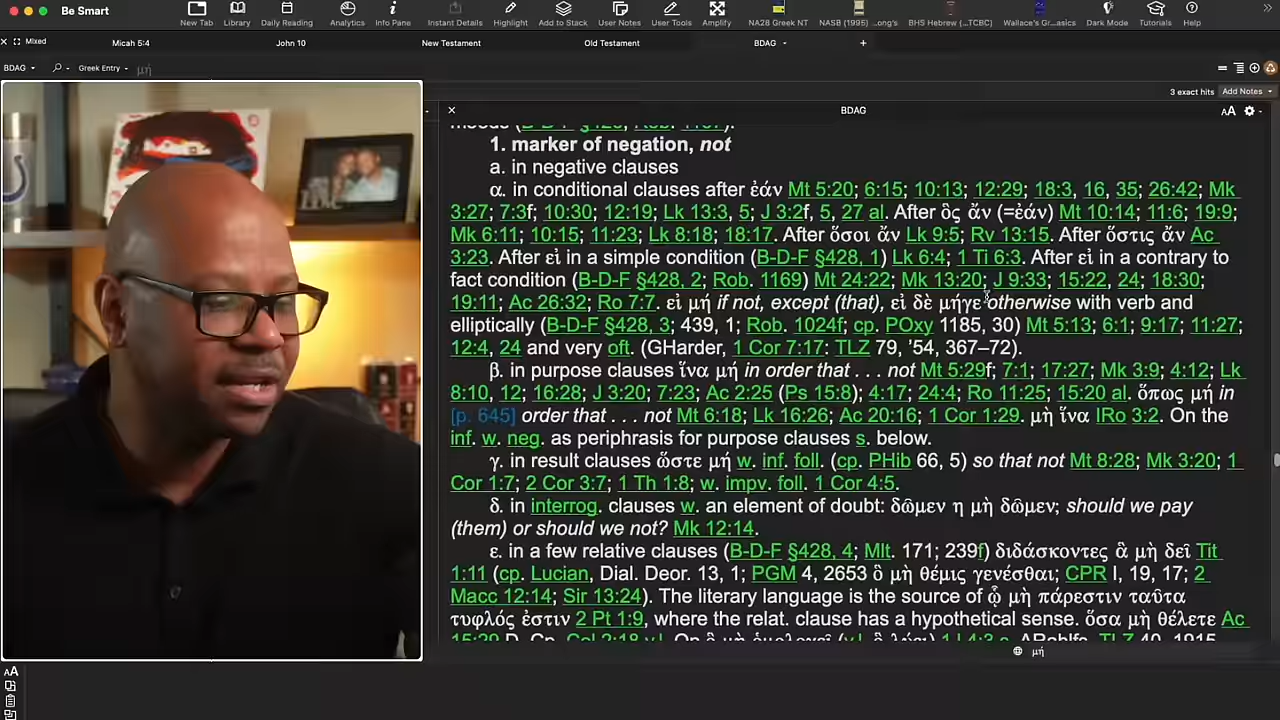 Be Smart
New Tab Library Daily Reading Analytics Info Pane Instant Details Highlight Add to Stack User Notes User Tools Amplify NA28 Greek NT NASB (1995) ...ong's BHS Hebrew (...TCBC) Wallace's Gr...asics Dark Mode Tutorials Help
Mixed Micah 5:4 John 10 New Testament Old Testament BDAG
BDAG Greek Entry μή
3 exact hits Add Notes
BDAG
1. marker of negation, not
a. in negative clauses
α. in conditional clauses after ἐάν Mt 5:20; 6:15; 10:13; 12:29; 18:3, 16, 35; 26:42; Mk
3:27; 7:3f; 10:30; 12:19; Lk 13:3, 5; J 3:2f, 5, 27 al. After ὃς ἄν (=ἐάν) Mt 10:14; 11:6; 19:9;
Mk 6:11; 10:15; 11:23; Lk 8:18; 18:17. After ὅσοι ἄν Lk 9:5; Rv 13:15. After ὅστις ἄν Ac
3:23. After εἰ in a simple condition (B-D-F §428, 1) Lk 6:4; 1 Ti 6:3. After εἰ in a contrary to
fact condition (B-D-F §428, 2; Rob. 1169) Mt 24:22; Mk 13:20; J 9:33; 15:22, 24; 18:30;
19:11; Ac 26:32; Ro 7:7. εἰ μή if not, except (that), εἰ δὲ μήγε otherwise with verb and
elliptically (B-D-F §428, 3; 439, 1; Rob. 1024f; cp. POxy 1185, 30) Mt 5:13; 6:1; 9:17; 11:27;
12:4, 24 and very oft. (GHarder, 1 Cor 7:17: TLZ 79, '54, 367–72).
β. in purpose clauses ἵνα μή in order that . . . not Mt 5:29f; 7:1; 17:27; Mk 3:9; 4:12; Lk
8:10, 12; 16:28; J 3:20; 7:23; Ac 2:25 (Ps 15:8); 4:17; 24:4; Ro 11:25; 15:20 al. ὅπως μή in
[p. 645] order that . . . not Mt 6:18; Lk 16:26; Ac 20:16; 1 Cor 1:29. μὴ ἵνα IRo 3:2. On the
inf. w. neg. as periphrasis for purpose clauses s. below.
γ. in result clauses ὥστε μή w. inf. foll. (cp. PHib 66, 5) so that not Mt 8:28; Mk 3:20; 1
Cor 1:7; 2 Cor 3:7; 1 Th 1:8; w. impv. foll. 1 Cor 4:5.
δ. in interrog. clauses w. an element of doubt: δῶμεν η μὴ δῶμεν; should we pay
(them) or should we not? Mk 12:14.
ε. in a few relative clauses (B-D-F §428, 4; Mlt. 171; 239f) διδάσκοντες ἃ μὴ δεῖ Tit
1:11 (cp. Lucian, Dial. Deor. 13, 1; PGM 4, 2653 ὃ μὴ θέμις γενέσθαι; CPR I, 19, 17; 2
Macc 12:14; Sir 13:24). The literary language is the source of ᾧ μὴ πάρεστιν ταῦτα
τυφλός ἐστιν 2 Pt 1:9, where the relat. clause has a hypothetical sense. ὅσα μὴ θέλετε Ac
μή